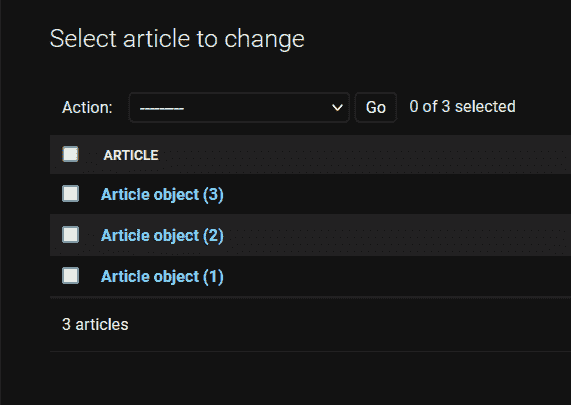 Select article to change
Action: --------- Go 0 of 3 selected
ARTICLE
Article object (3)
Article object (2)
Article object (1)
3 articles